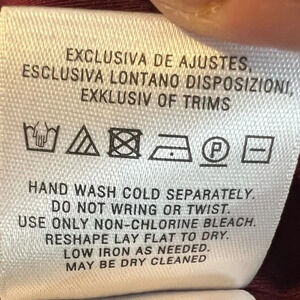 EXCLUSIVA DE AJUSTES,
ESCLUSIVA LONTANO DISPOSIZIONI,
EXKLUSIV OF TRIMS
P
HAND WASH COLD SEPARATELY.
DO NOT WRING OR TWIST.
USE ONLY NON-CHLORINE BLEACH.
RESHAPE LAY FLAT TO DRY.
LOW IRON AS NEEDED.
MAY BE DRY CLEANED